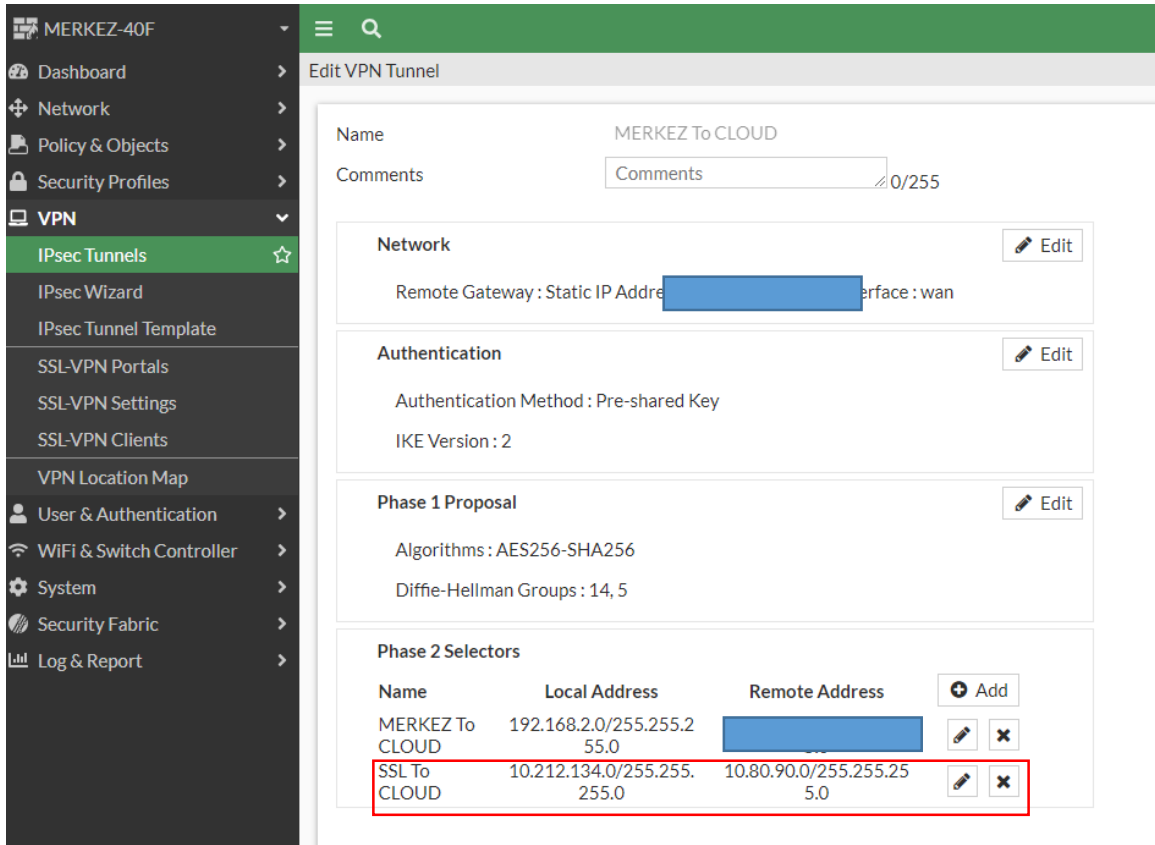 MERKEZ-40F
Dashboard
Network
Policy & Objects
Security Profiles
VPN
IPsec Tunnels
IPsec Wizard
IPsec Tunnel Template
SSL-VPN Portals
SSL-VPN Settings
SSL-VPN Clients
VPN Location Map
User & Authentication
WiFi & Switch Controller
System
Security Fabric
Log & Report
Edit VPN Tunnel
Name MERKEZ To CLOUD
Comments Comments 0/255
Network Edit
Remote Gateway : Static IP Addre erface : wan
Authentication Edit
Authentication Method : Pre-shared Key
IKE Version : 2
Phase 1 Proposal Edit
Algorithms : AES256-SHA256
Diffie-Hellman Groups : 14, 5
Phase 2 Selectors
Name Local Address Remote Address Add
MERKEZ To 192.168.2.0/255.255.2
CLOUD 55.0
SSL To 10.212.134.0/255.255. 10.80.90.0/255.255.25
CLOUD 255.0 5.0